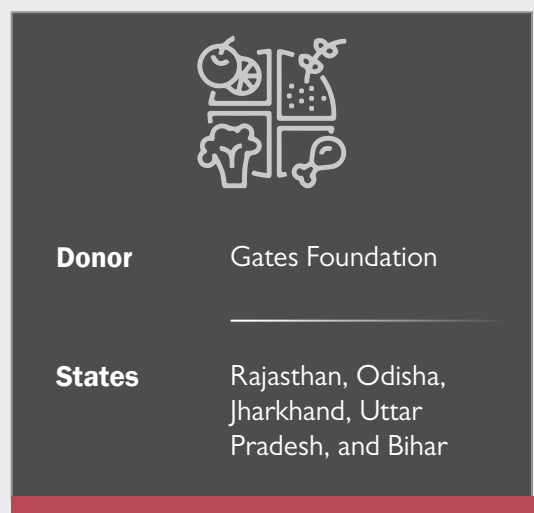 Donor Gates Foundation
States Rajasthan, Odisha,
Jharkhand, Uttar
Pradesh, and Bihar